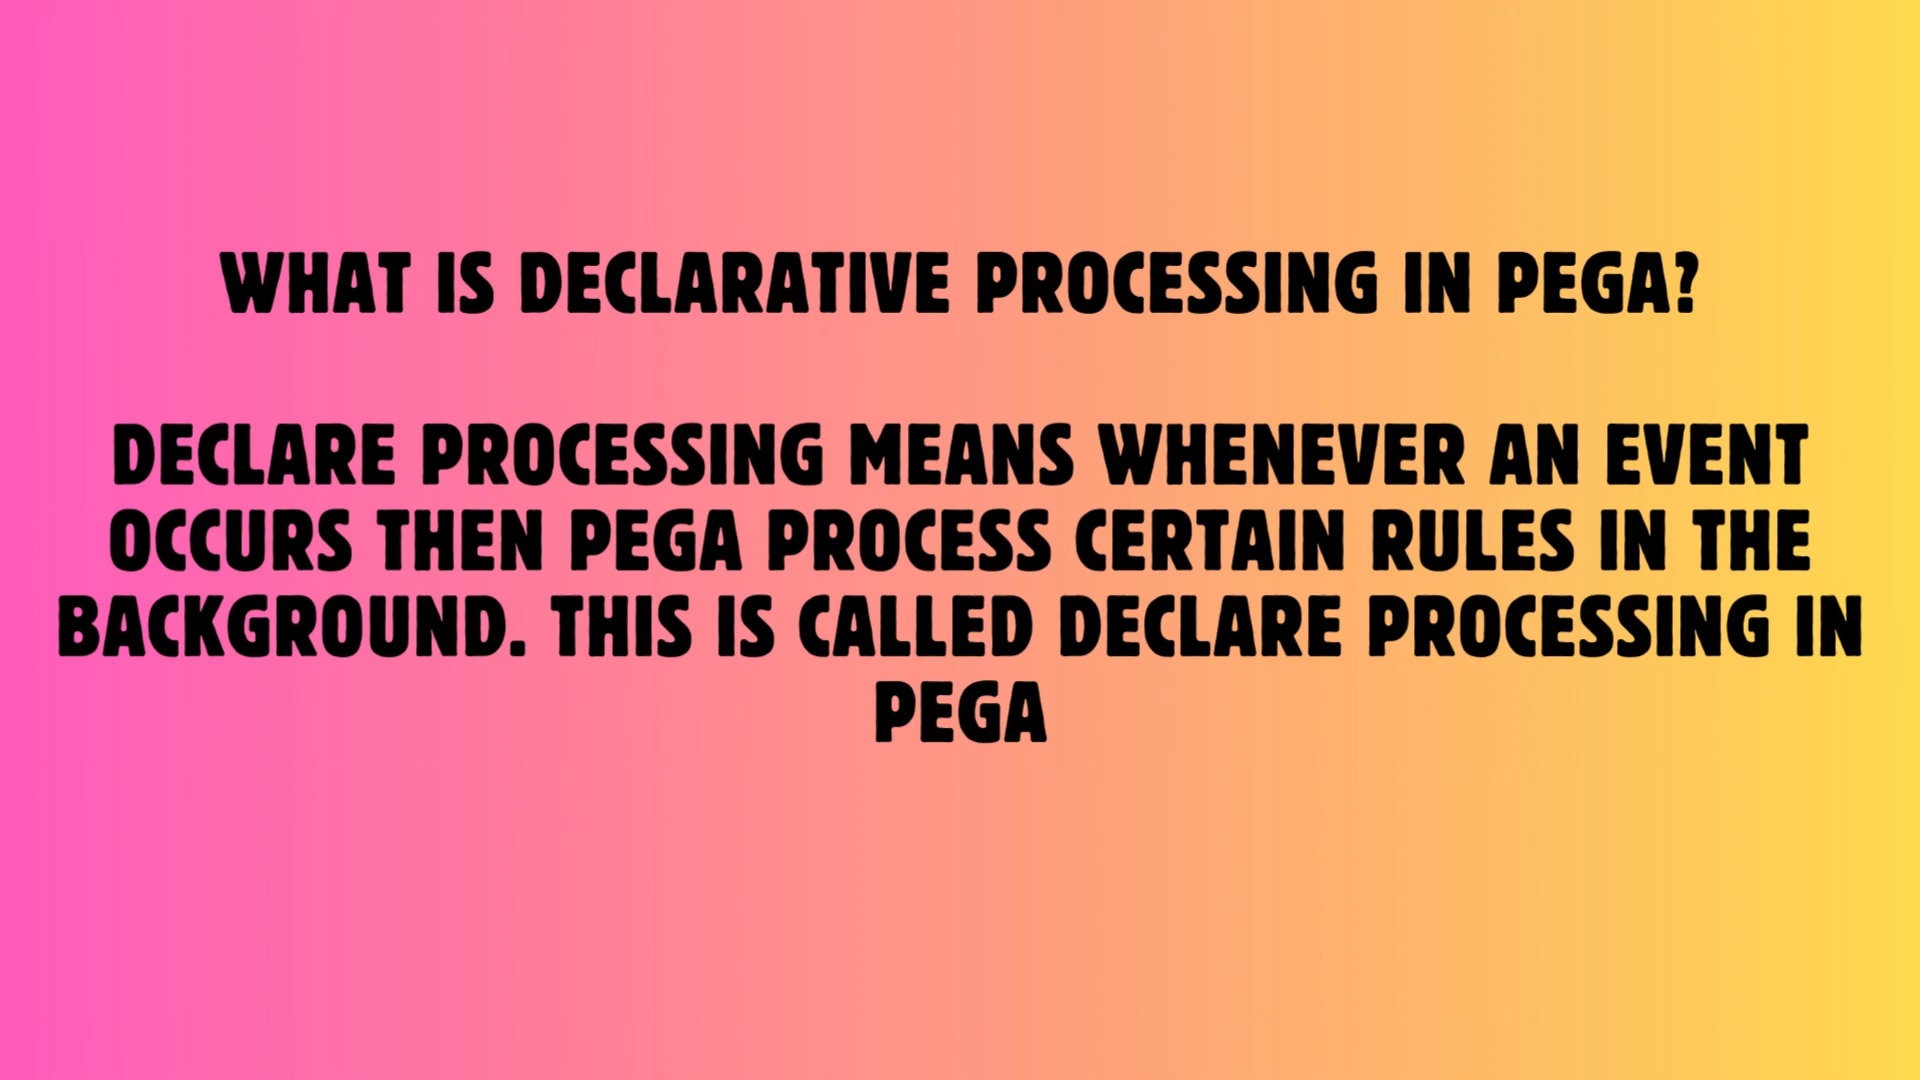 WHAT IS DECLARATIVE PROCESSING IN PEGA?
DECLARE PROCESSING MEANS WHENEVER AN EVENT
OCCURS THEN PEGA PROCESS CERTAIN RULES IN THE
BACKGROUND. THIS IS CALLED DECLARE PROCESSING IN
PEGA